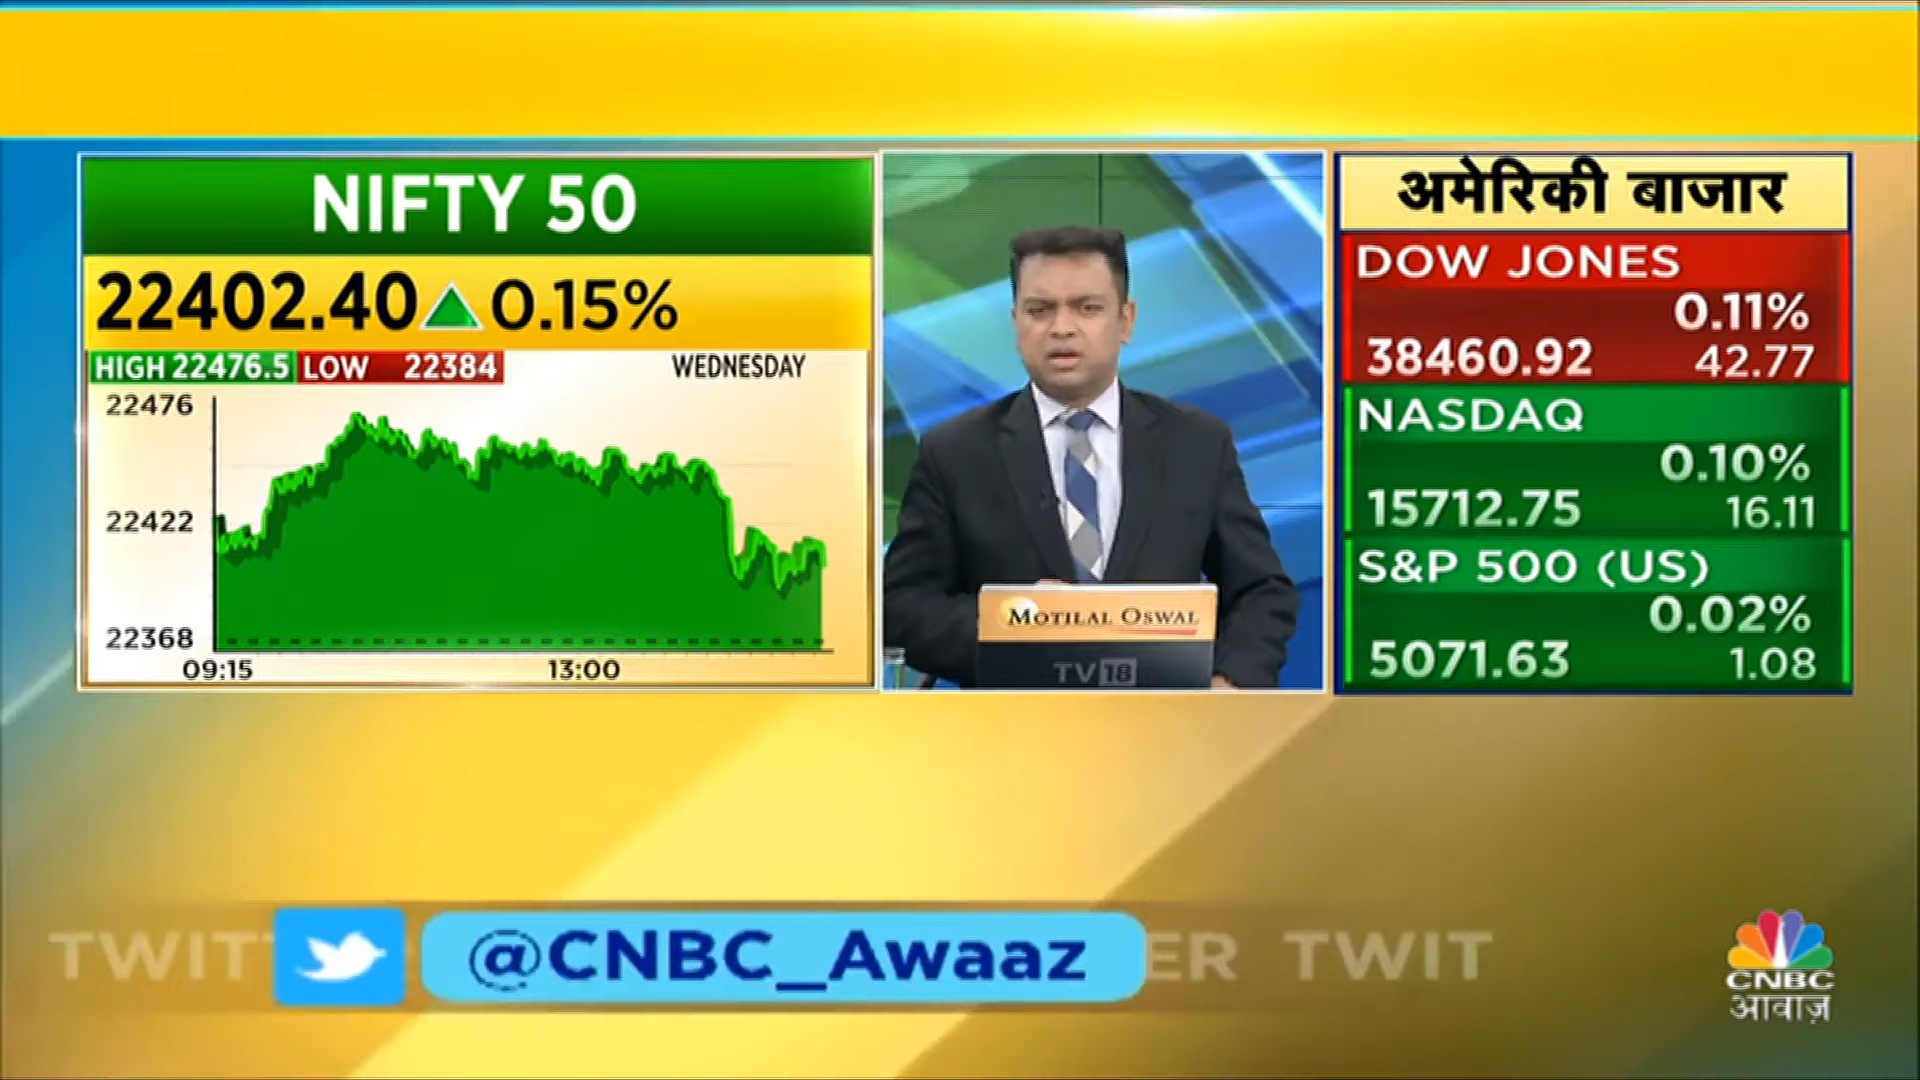 NIFTY 50
22402.40 0.15%
HIGH 22476.5 LOW 22384 WEDNESDAY
22476
22422
22368
09:15 13:00
MOTILAL OSWAL
TV18
अमेरिकी बाजार
DOW JONES
0.11%
38460.92 42.77
NASDAQ
0.10%
15712.75 16.11
S&P 500 (US)
0.02%
5071.63 1.08
TWIT @CNBC_Awaaz ER TWIT
CNBC
आवाज़